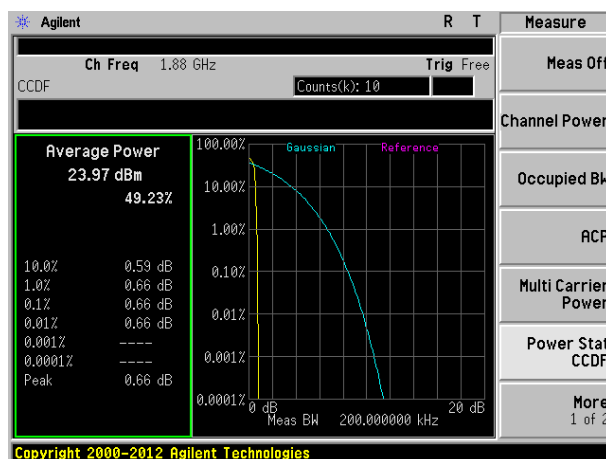 Agilent R T
Ch Freq 1.88 GHz Trig Free
CCDF Counts(k): 10
Average Power
23.97 dBm
49.23%
10.0% 0.59 dB
1.0% 0.66 dB
0.1% 0.66 dB
0.01% 0.66 dB
0.001% ----
0.0001% ----
Peak 0.66 dB
Gaussian Reference
100.00%
10.00%
1.00%
0.10%
0.01%
0.001%
0.0001%
0 dB 20 dB
Meas BW 200.000000 kHz
Measure
Meas Off
Channel Power
Occupied BW
ACP
Multi Carrier
Power
Power Stat
CCDF
More
1 of 2
Copyright 2000-2012 Agilent Technologies